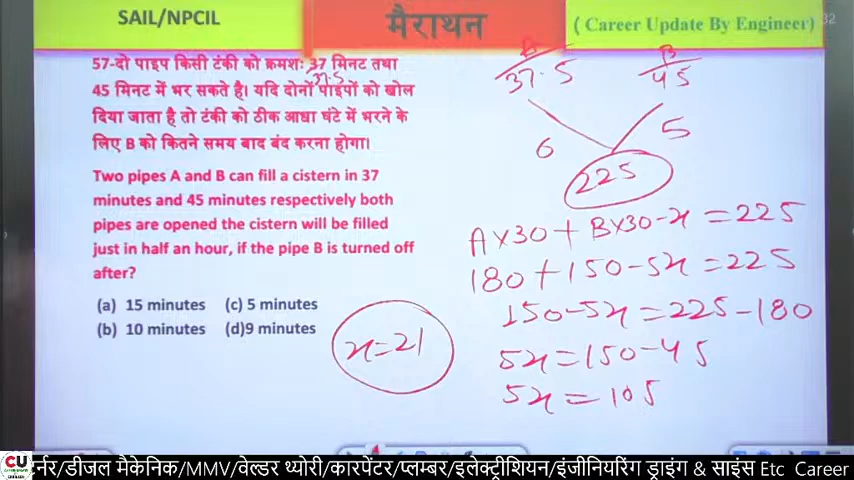 SAIL/NPCIL
मैराथन
( Career Update By Engineer)
32
57-दो पाइप किसी टंकी को क्रमशः 37 मिनट तथा
37.5
45 मिनट में भर सकते है। यदि दोनों पाइपों को खोल
दिया जाता है तो टंकी को ठीक आधा घंटे में भरने के
लिए B को कितने समय बाद बंद करना होगा।
Two pipes A and B can fill a cistern in 37
minutes and 45 minutes respectively both
pipes are opened the cistern will be filled
just in half an hour, if the pipe B is turned off
after?
(a) 15 minutes (c) 5 minutes
(b) 10 minutes (d)9 minutes
A B
37.5 45
6 5
225
A×30+B×30-x=225
180+150-5x=225
150-5x=225-180
5x=150-45
5x=105
x=21
CU
र्नर/डीजल मैकेनिक/MMV/वेल्डर थ्योरी/कारपेंटर/प्लम्बर/इलेक्ट्रीशियन/इंजीनियरिंग ड्राइंग & साइंस Etc Career